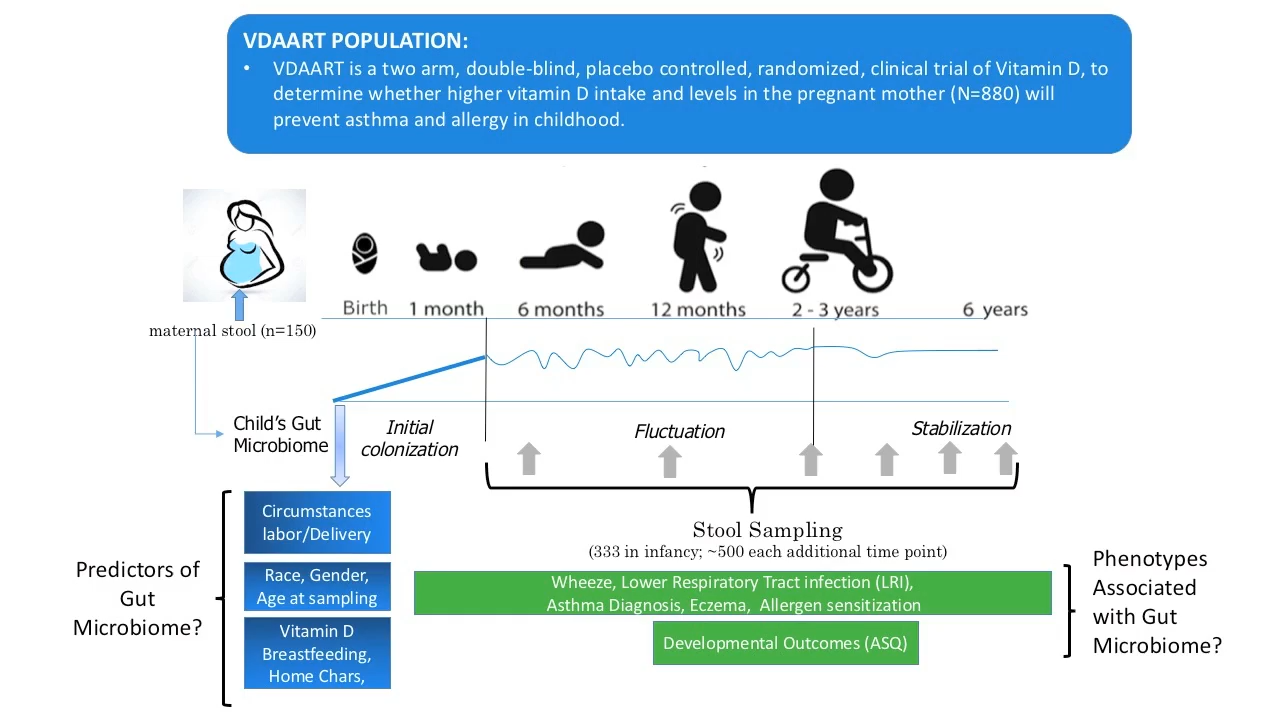 VDAART POPULATION:
• VDAART is a two arm, double-blind, placebo controlled, randomized, clinical trial of Vitamin D, to
determine whether higher vitamin D intake and levels in the pregnant mother (N=880) will
prevent asthma and allergy in childhood.
Birth
1 month
6 months
12 months
2 - 3 years
6 years
maternal stool (n=150)
Child's Gut
Microbiome
Initial
colonization
Fluctuation
Stabilization
Stool Sampling
(333 in infancy; ~500 each additional time point)
Predictors of
Gut
Microbiome?
Circumstances
labor/Delivery
Race, Gender,
Age at sampling
Vitamin D
Breastfeeding,
Home Chars,
Wheeze, Lower Respiratory Tract infection (LRI),
Asthma Diagnosis, Eczema, Allergen sensitization
Developmental Outcomes (ASQ)
Phenotypes
Associated
with Gut
Microbiome?